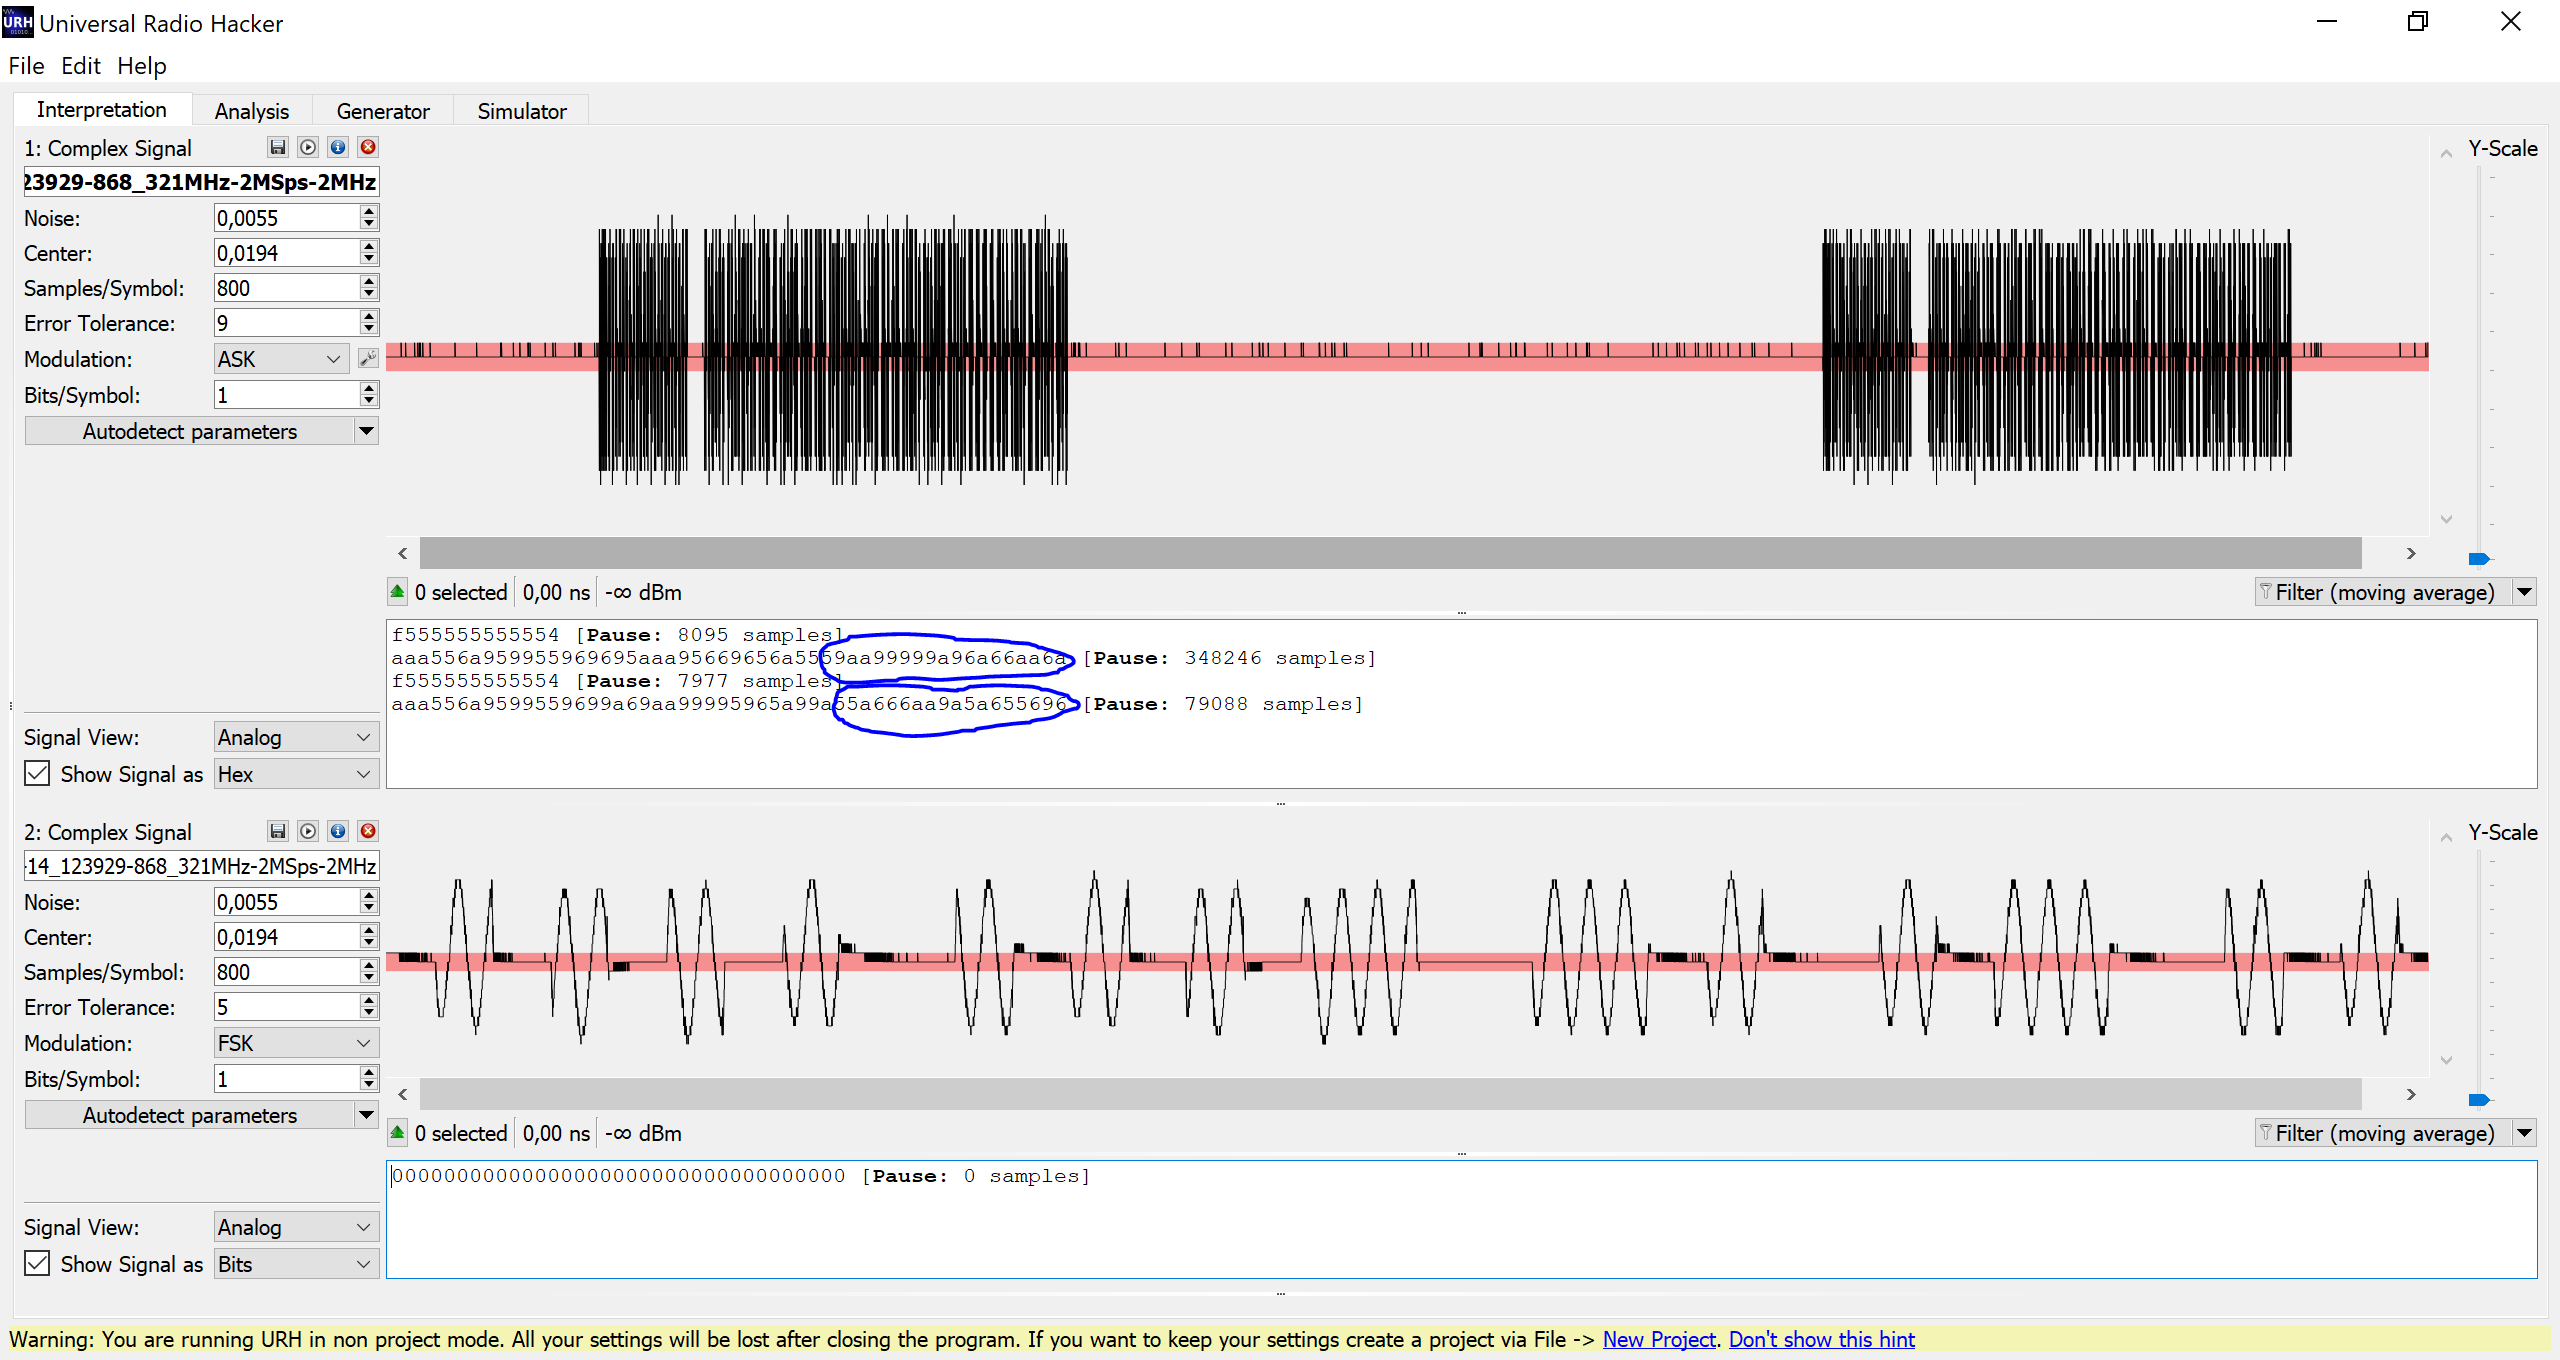 URH
Universal Radio Hacker
File Edit Help
Interpretation Analysis Generator Simulator
1: Complex Signal
23929-868_321MHz-2MSps-2MHz
Noise: 0,0055
Center: 0,0194
Samples/Symbol: 800
Error Tolerance: 9
Modulation: ASK
Bits/Symbol: 1
Autodetect parameters
Y-Scale
0 selected 0,00 ns -∞ dBm
Filter (moving average)
f555555555554 [Pause: 8095 samples]
aaa556a959955969695aaa95669656a5559aa99999a96a66aa6a [Pause: 348246 samples]
f555555555554 [Pause: 7977 samples]
aaa556a9599559699a69aa99995965a99a55a666aa9a5a655696 [Pause: 79088 samples]
Signal View: Analog
Show Signal as Hex
2: Complex Signal
-14_123929-868_321MHz-2MSps-2MHz
Noise: 0,0055
Center: 0,0194
Samples/Symbol: 800
Error Tolerance: 5
Modulation: FSK
Bits/Symbol: 1
Autodetect parameters
Y-Scale
0 selected 0,00 ns -∞ dBm
Filter (moving average)
00000000000000000000000000000000000 [Pause: 0 samples]
Signal View: Analog
Show Signal as Bits
Warning: You are running URH in non project mode. All your settings will be lost after closing the program. If you want to keep your settings create a project via File -> New Project. Don't show this hint